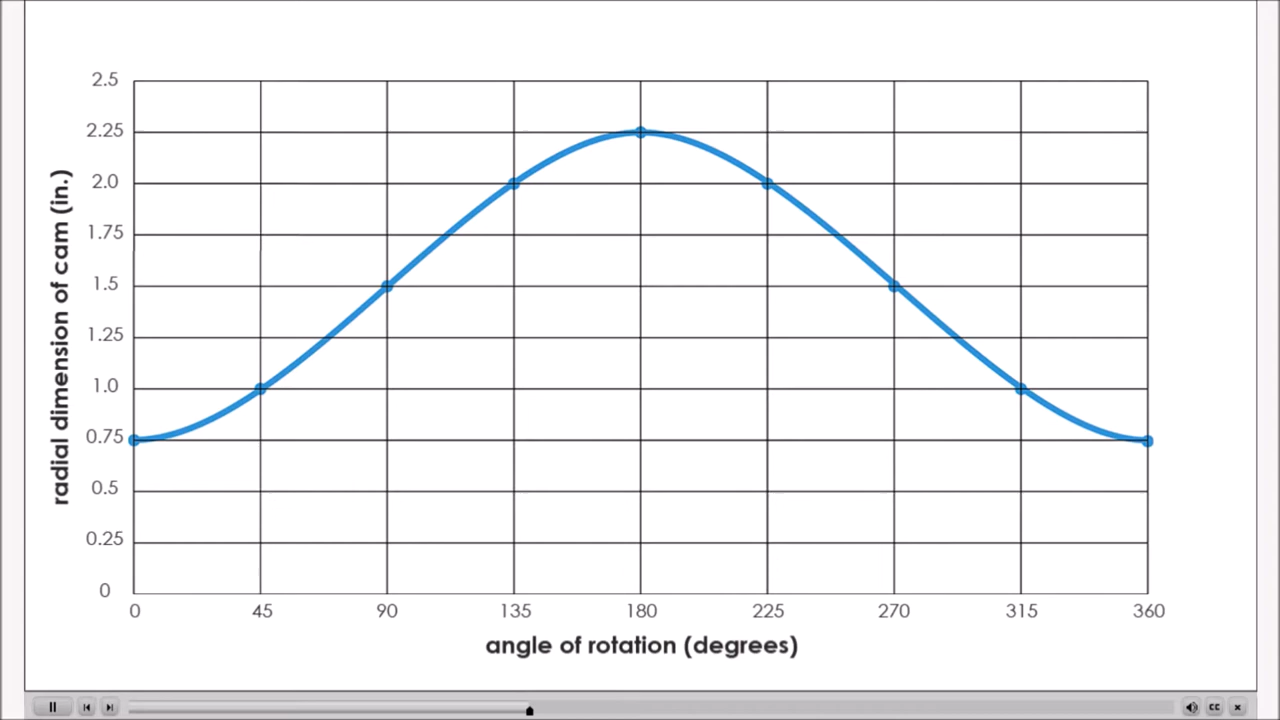 2.5
2.25
2.0
1.75
1.5
1.25
1.0
0.75
0.5
0.25
0
radial dimension of cam (in.)
0 45 90 135 180 225 270 315 360
angle of rotation (degrees)
CC